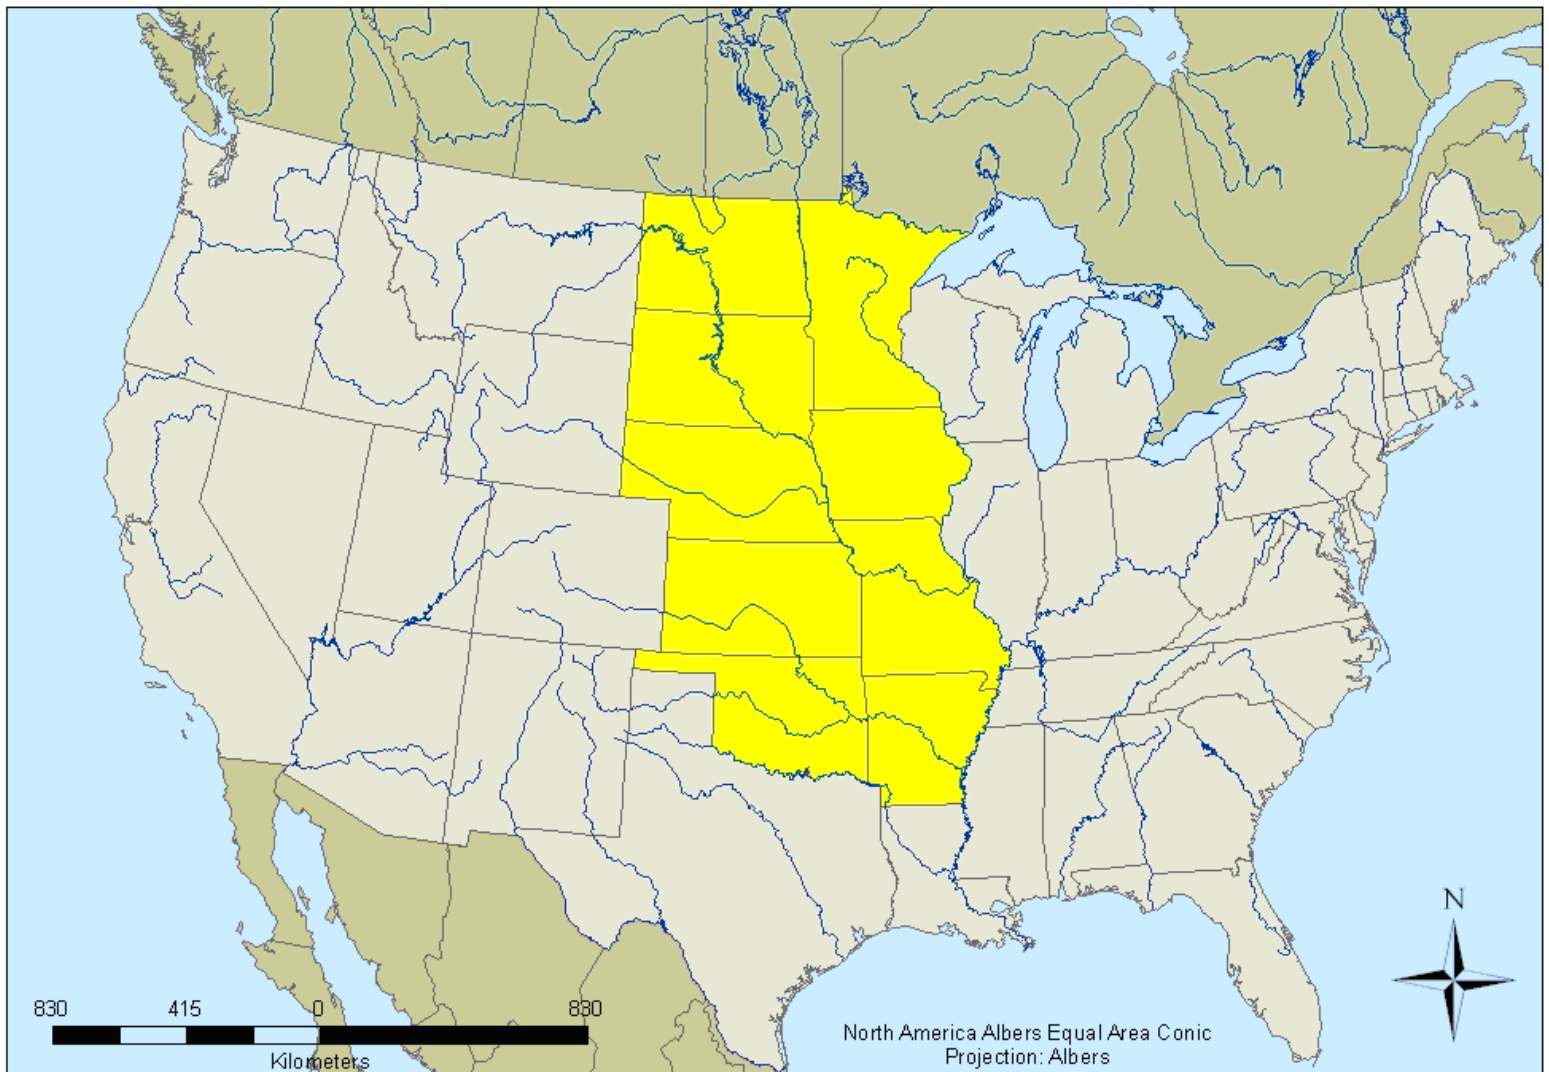 N
830 415 0 830
Kilometers
North America Albers Equal Area Conic
Projection: Albers